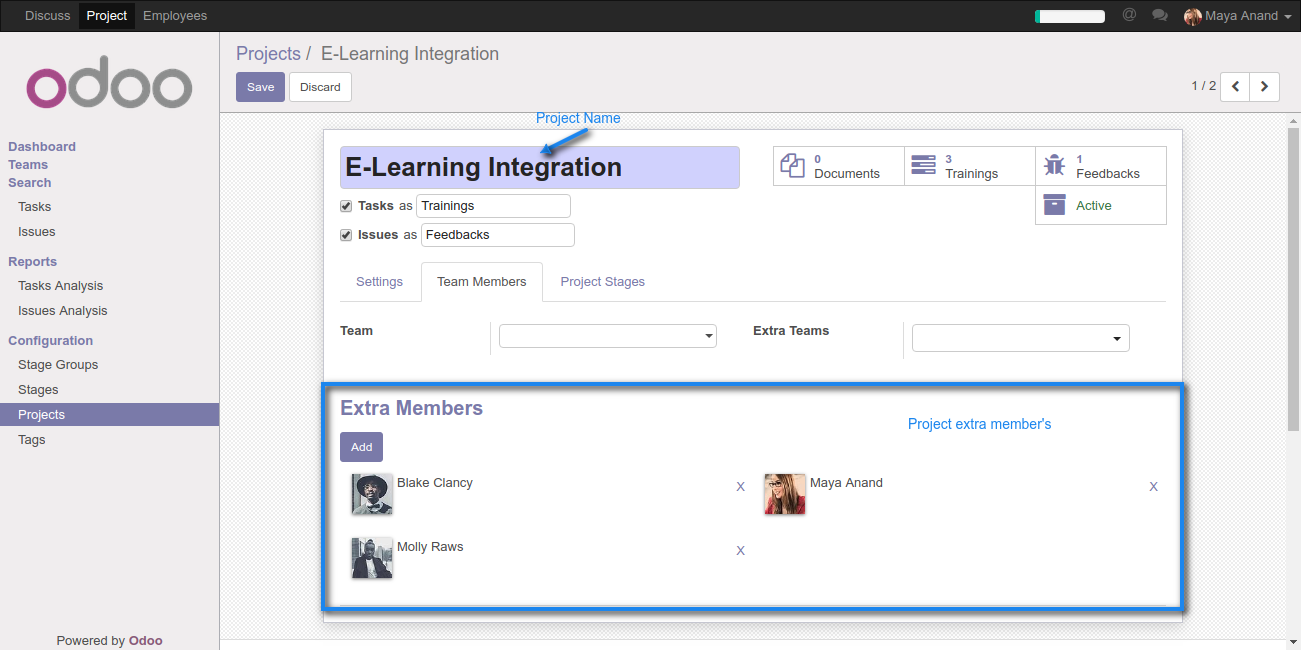 Discuss Project Employees @ Maya Anand
odoo
Dashboard
Teams
Search
Tasks
Issues
Reports
Tasks Analysis
Issues Analysis
Configuration
Stage Groups
Stages
Projects
Tags
Powered by Odoo
Projects / E-Learning Integration
Save Discard 1 / 2
Project Name
E-Learning Integration
0 Documents
3 Trainings
1 Feedbacks
Active
Tasks as Trainings
Issues as Feedbacks
Settings Team Members Project Stages
Team Extra Teams
Extra Members
Project extra member's
Add
Blake Clancy X Maya Anand X
Molly Raws X